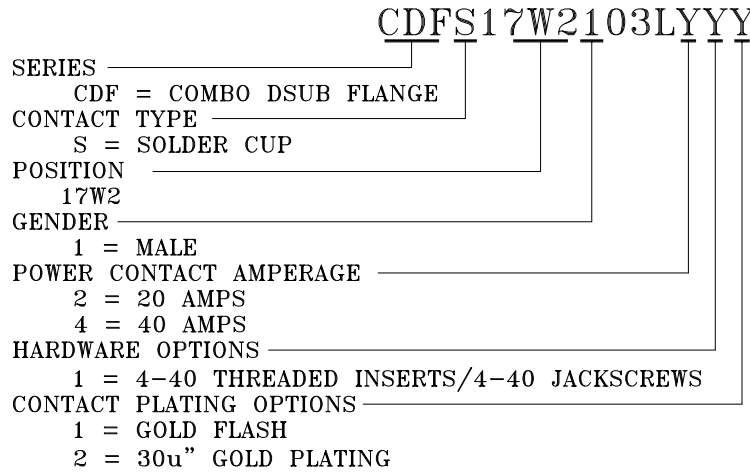 CDFS17W2103LYYY
SERIES
CDF = COMBO DSUB FLANGE
CONTACT TYPE
S = SOLDER CUP
POSITION
17W2
GENDER
1 = MALE
POWER CONTACT AMPERAGE
2 = 20 AMPS
4 = 40 AMPS
HARDWARE OPTIONS
1 = 4-40 THREADED INSERTS/4-40 JACKSCREWS
CONTACT PLATING OPTIONS
1 = GOLD FLASH
2 = 30u" GOLD PLATING